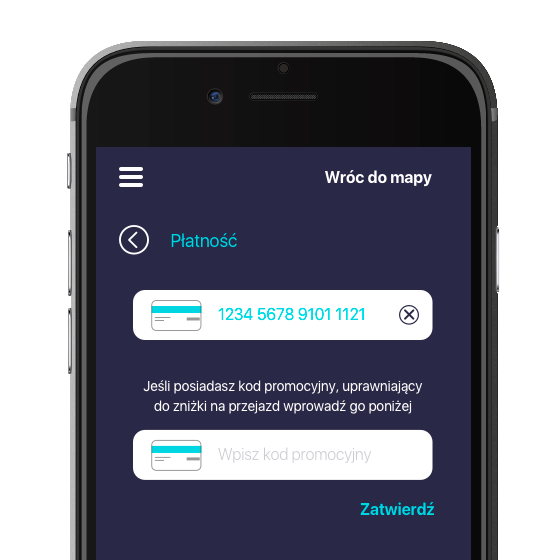 Wróc do mapy
Płatność
1234 5678 9101 1121
Jeśli posiadasz kod promocyjny, uprawniający
do zniżki na przejazd wprowadź go poniżej
Wpisz kod promocyjny
Zatwierdź